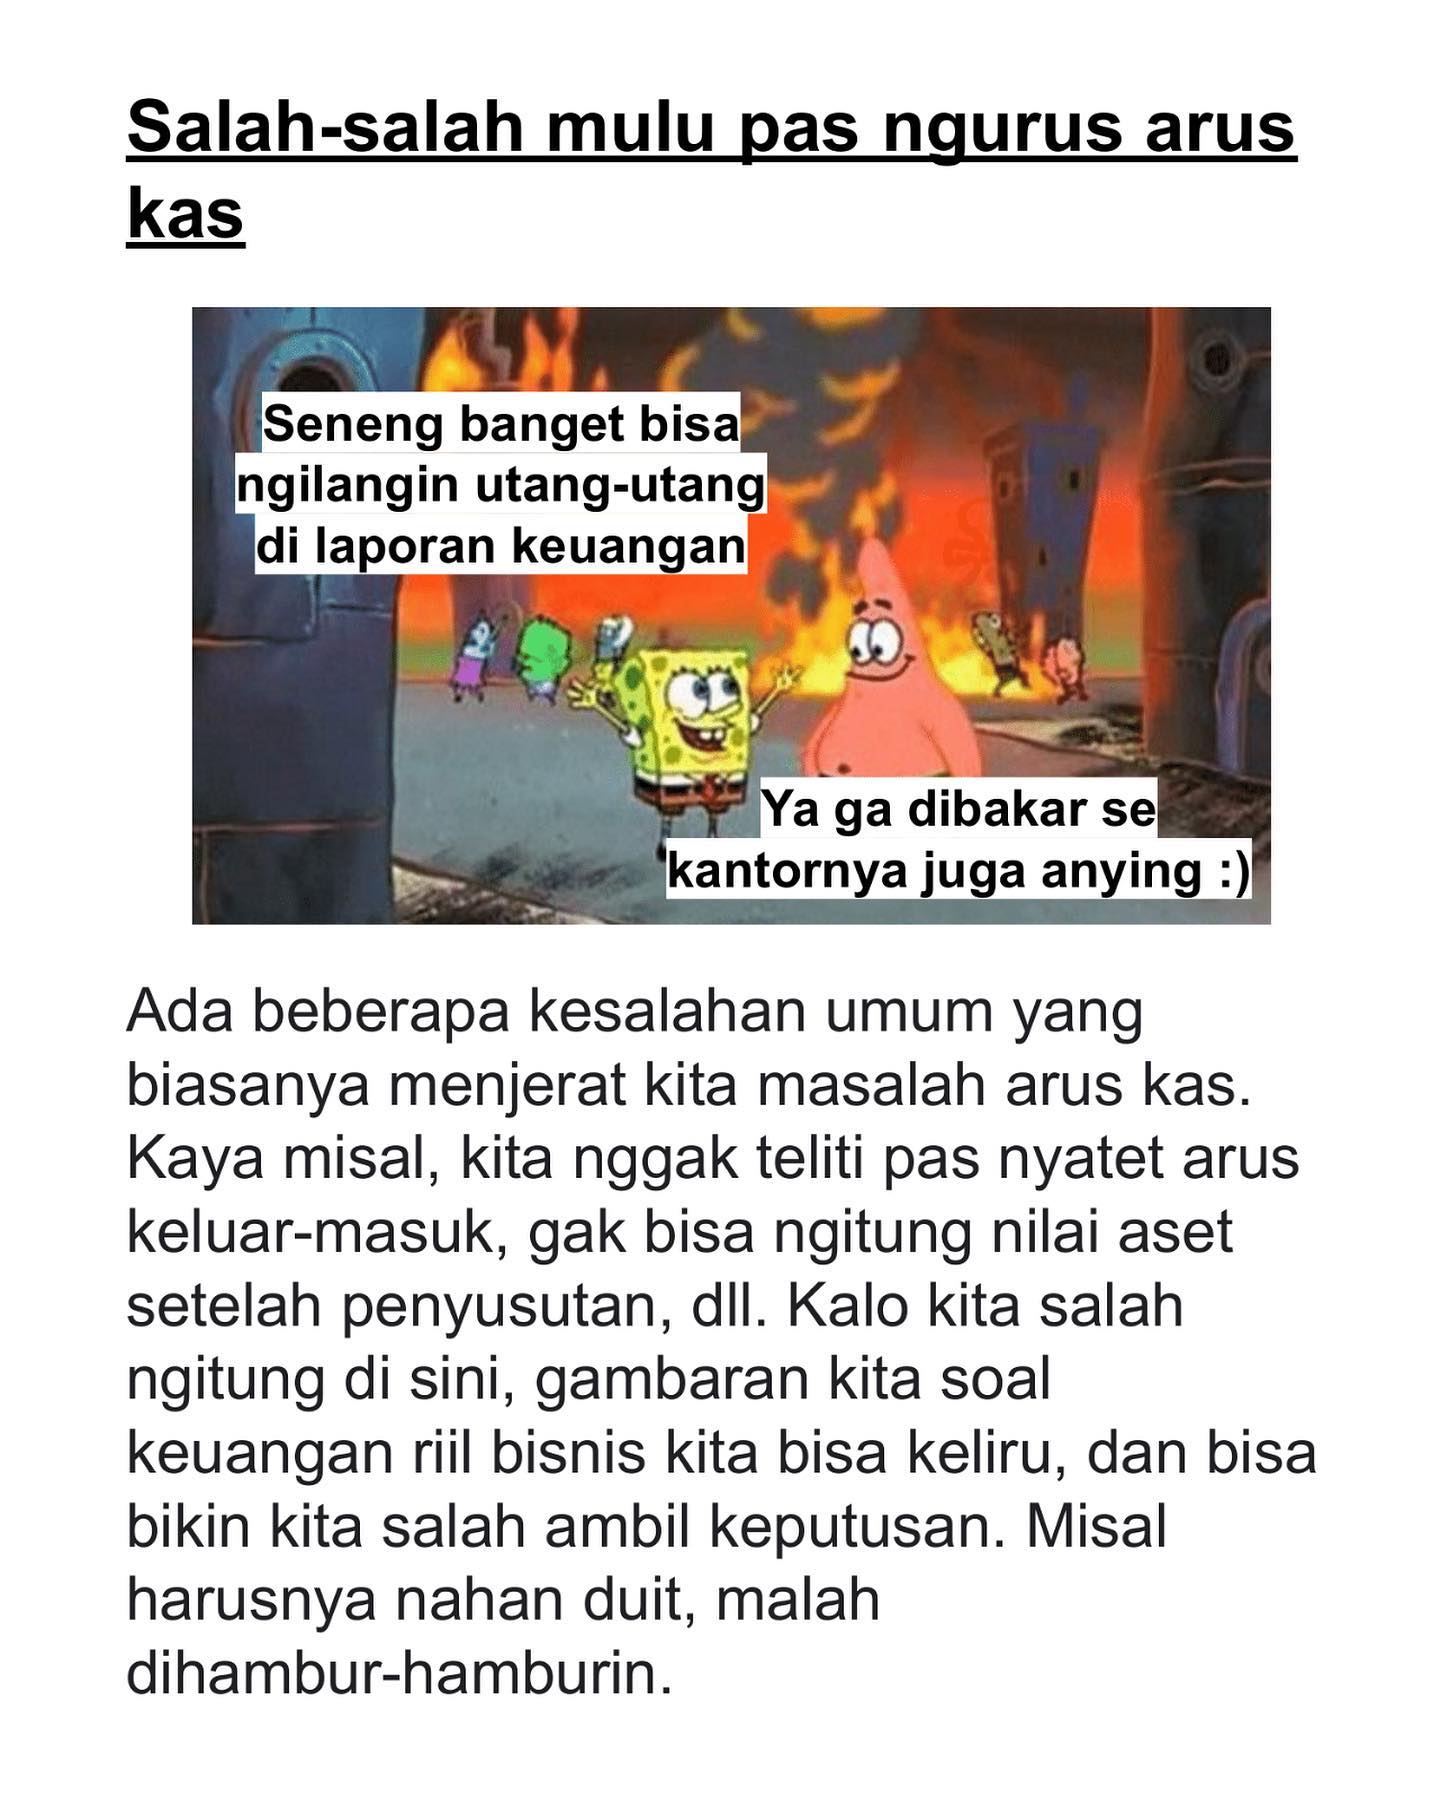 Salah-salah mulu pas ngurus arus
kas
Seneng banget bisa
ngilangin utang-utang
di laporan keuangan
Ya ga dibakar se
kantornya juga anying :)
Ada beberapa kesalahan umum yang
biasanya menjerat kita masalah arus kas.
Kaya misal, kita nggak teliti pas nyatet arus
keluar-masuk, gak bisa ngitung nilai aset
setelah penyusutan, dll. Kalo kita salah
ngitung di sini, gambaran kita soal
keuangan riil bisnis kita bisa keliru, dan bisa
bikin kita salah ambil keputusan. Misal
harusnya nahan duit, malah
dihambur-hamburin.